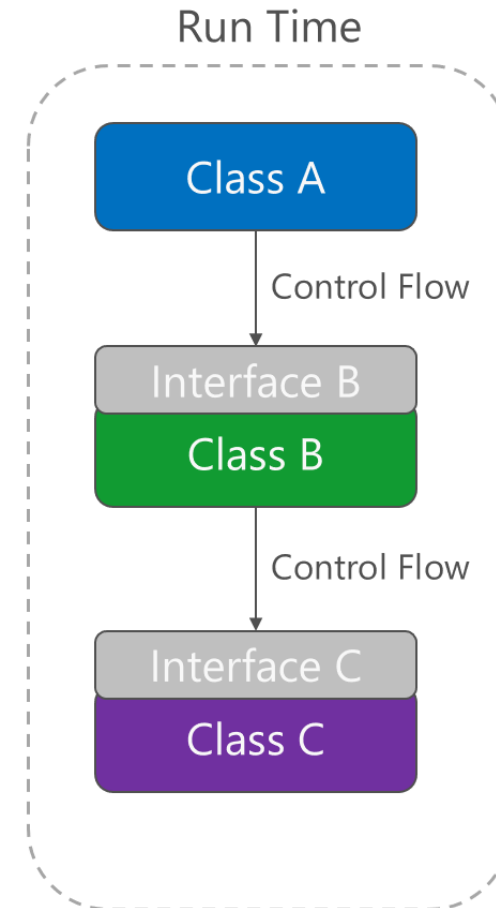 Run Time
Class A
Control Flow
Interface B
Class B
Control Flow
Interface C
Class C